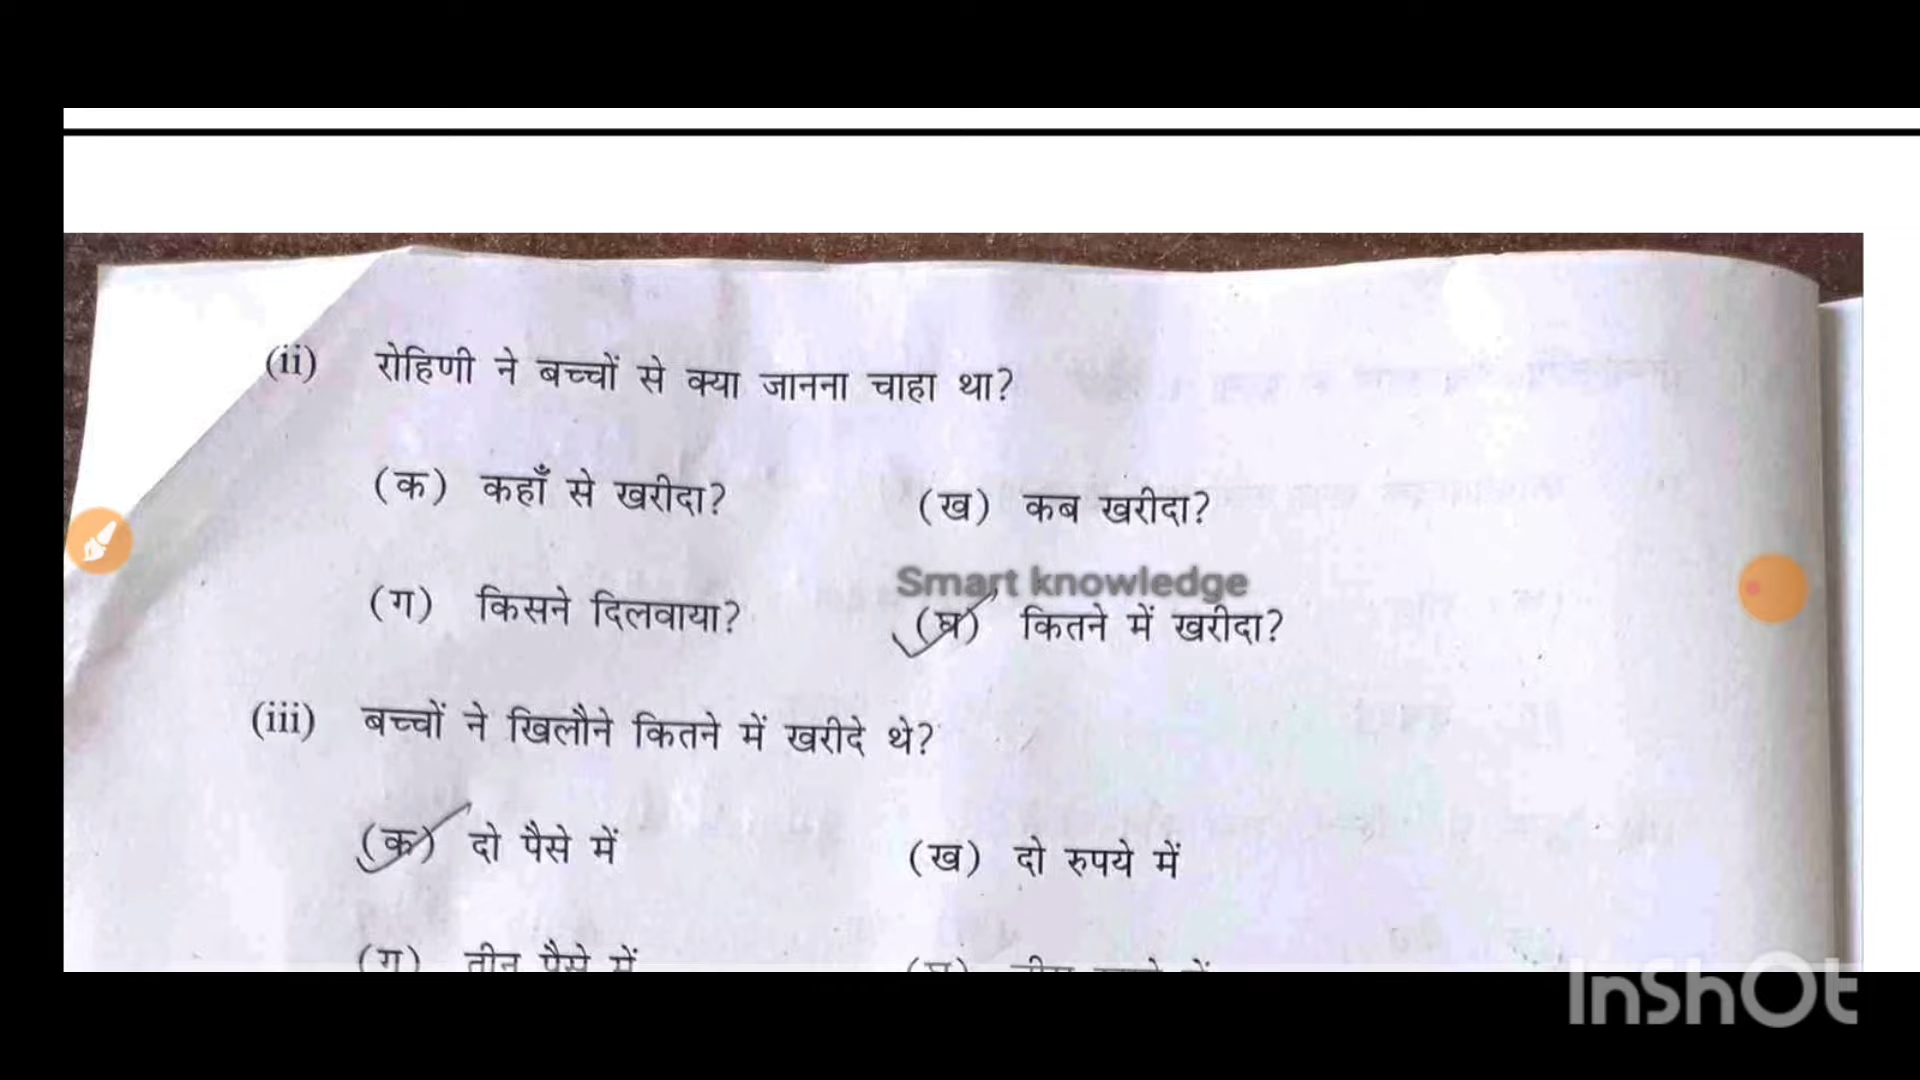 (ii) रोहिणी ने बच्चों से क्या जानना चाहा था?
(क) कहाँ से खरीदा? (ख) कब खरीदा?
Smart knowledge
(ग) किसने दिलवाया? (घ) कितने में खरीदा?
(iii) बच्चों ने खिलौने कितने में खरीदे थे?
(क) दो पैसे में (ख) दो रुपये में
(ग) तीन पैसे में
InShOt